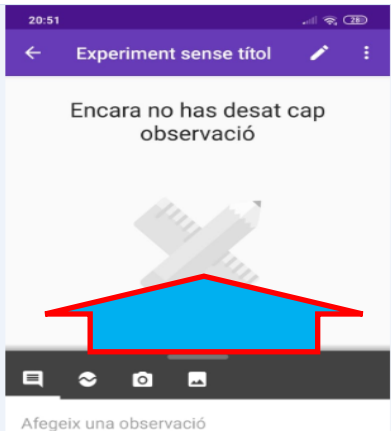 20:51
28
Experiment sense títol
Encara no has desat cap
observació
Afegeix una observació